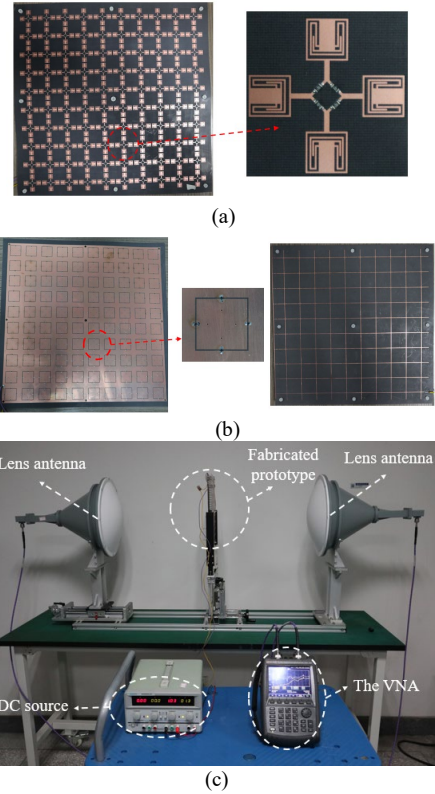 (a)
(b)
Lens antenna
Fabricated
prototype
Lens antenna
DC source
The VNA
(c)